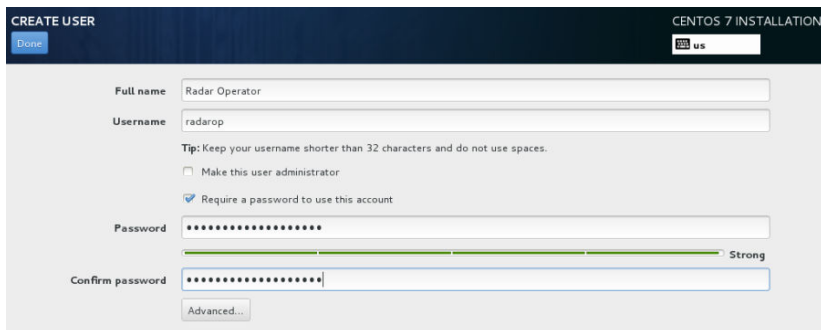 CREATE USER
CENTOS 7 INSTALLATION
Done
us
Full name
Radar Operator
Username
radarop
Tip: Keep your username shorter than 32 characters and do not use spaces.
Make this user administrator
Require a password to use this account
Password
•••••••••••••••••••
Strong
Confirm password
•••••••••••••••••••
Advanced...